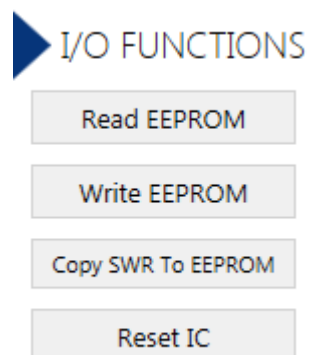 I/O FUNCTIONS
Read EEPROM
Write EEPROM
Copy SWR To EEPROM
Reset IC